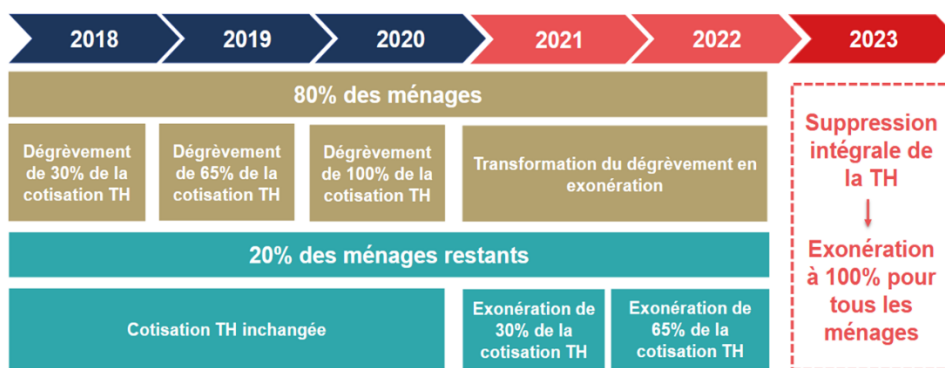 2018
2019
2020
2021
2022
2023
80% des ménages
Dégrèvement
de 30% de la
cotisation TH
Dégrèvement
de 65% de la
cotisation TH
Dégrèvement
de 100% de la
cotisation TH
Transformation du dégrèvement en
exonération
20% des ménages restants
Cotisation TH inchangée
Exonération de
30% de la
cotisation TH
Exonération de
65% de la
cotisation TH
Suppression
intégrale de
la TH
Exonération
à 100% pour
tous les
ménages